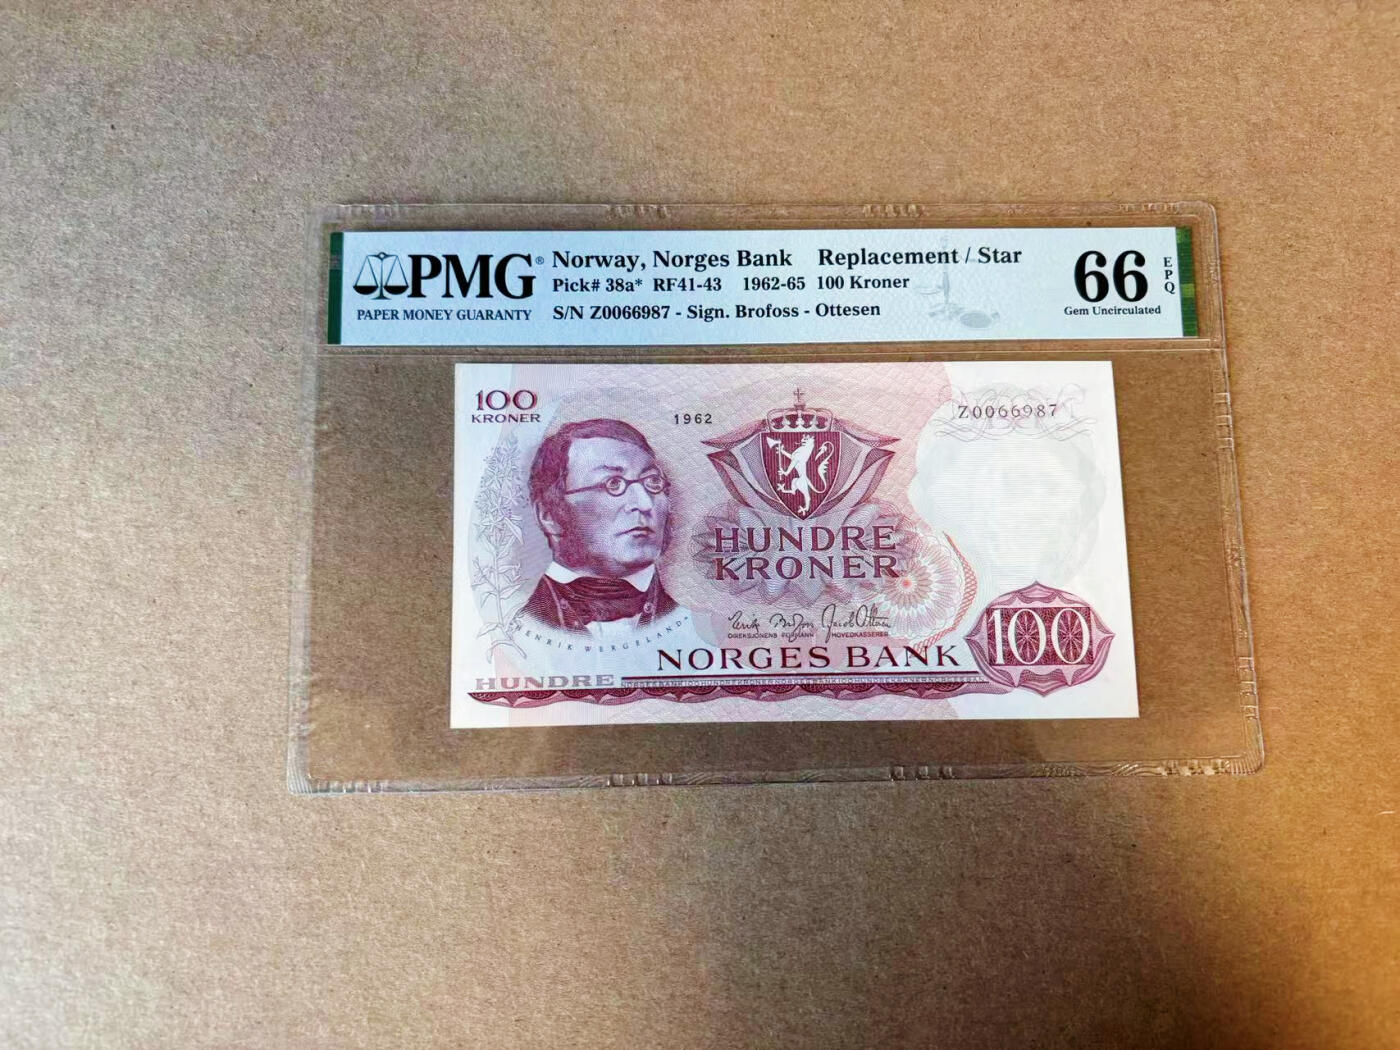 PMG®
PAPER MONEY GUARANTY
Norway, Norges Bank Replacement / Star
Pick# 38a* RF41-43 1962-65 100 Kroner
S/N Z0066987 - Sign. Brofoss - Ottesen
66
EPQ
Gem Uncirculated
100
KRONER
1962
Z0066987
HUNDRE
KRONER
DIREKSJONENS FORMANN HOVEDKASSERER
HENRIK WERGELAND
NORGES BANK
100
HUNDRE